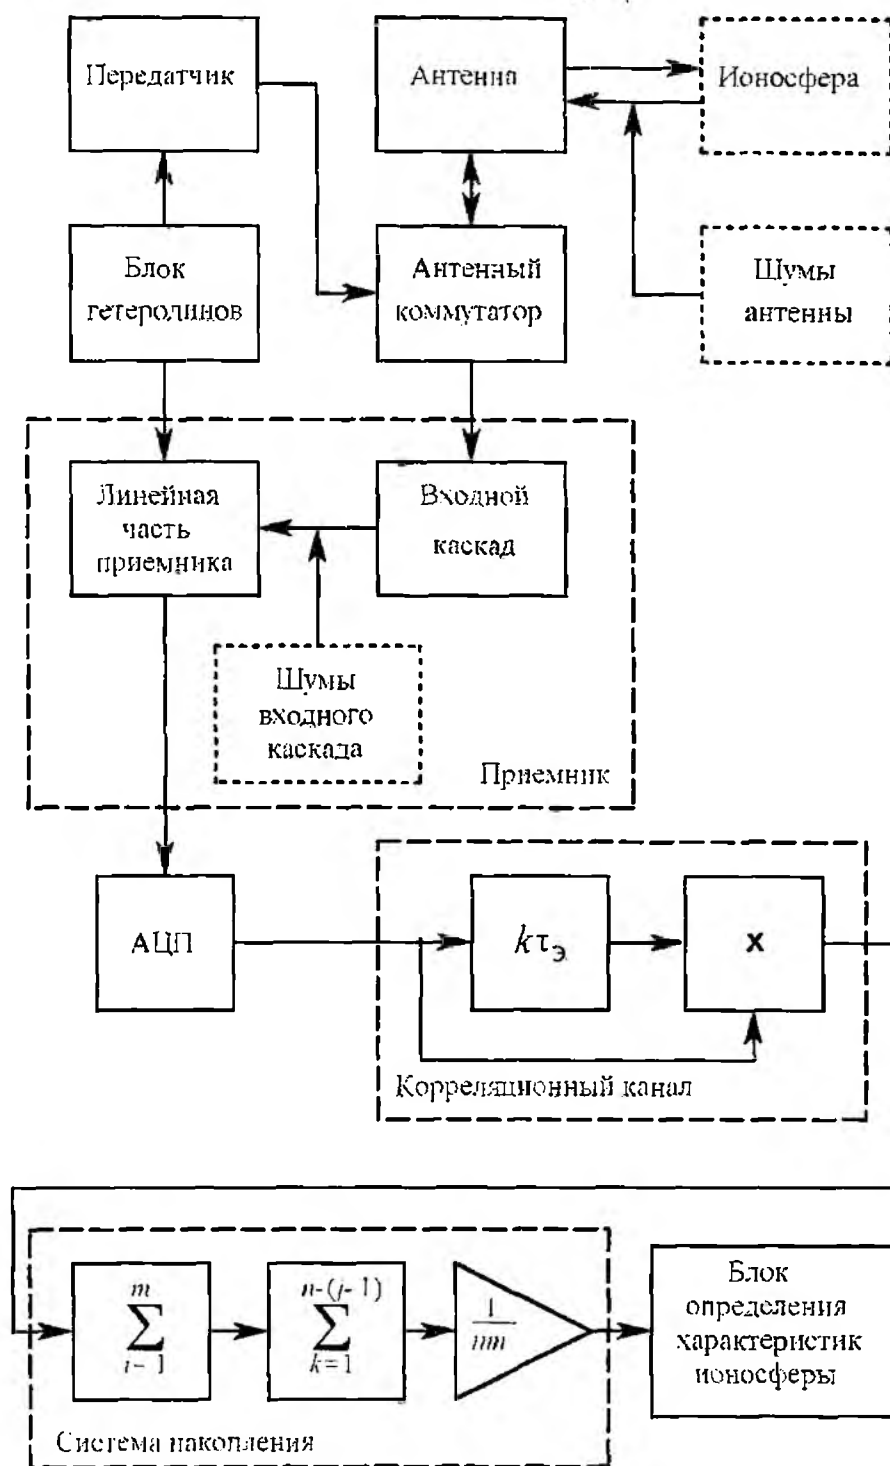 Передатчик
Антенна
Ионосфера
Блок
гетеродинов
Антенный
коммутатор
Шумы
антенны
Линейная
часть
приемника
Входной
каскад
Шумы
входного
каскада
Приемник
АЦП
kτэ
x
Корреляционный канал
m
∑
i-1
n-(j-1)
∑
k=1
1
nm
Блок
определения
характеристик
ионосферы
Система накопления